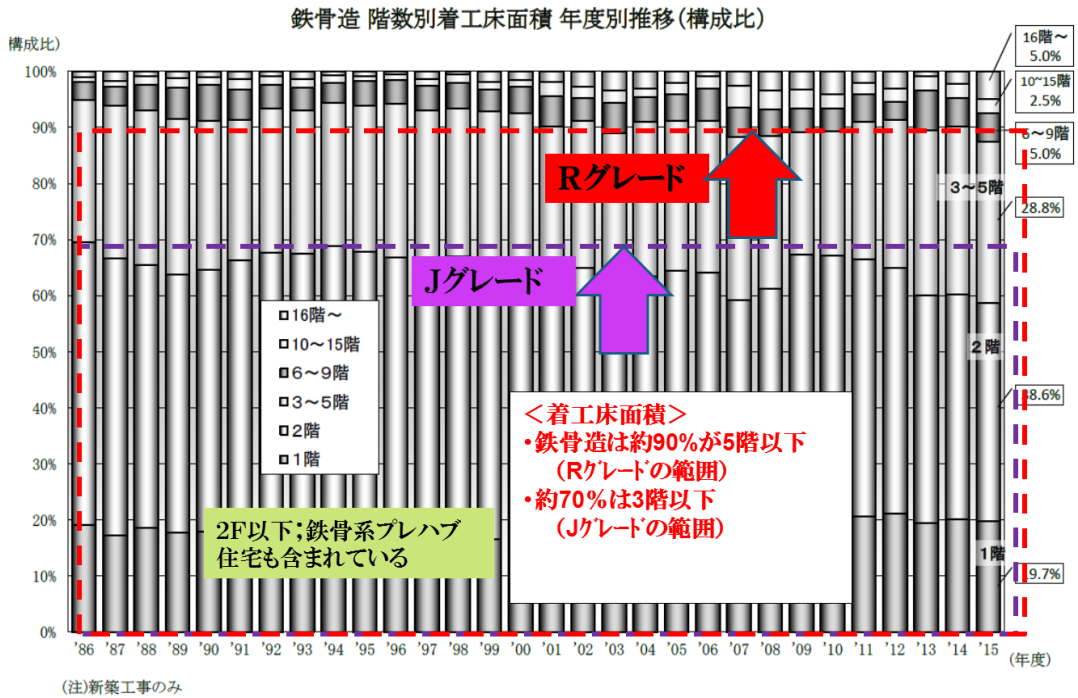 鉄骨造 階数別着工床面積 年度別推移（構成比）
構成比)
16階～
5.0%
100%
10~15階
2.5%
90%
6～9階
5.0%
Rグレード
80%
3～5階
28.8%
70%
Jグレード
60%
□16階～
□10～15階
□6～9階
□3～5階
□2階
□1階
50%
2階
40%
38.6%
＜着工床面積＞
・鉄骨造は約90%が5階以下
（Rｸﾞﾚｰﾄﾞの範囲）
・約70％は3階以下
（Jｸﾞﾚｰﾄﾞの範囲）
30%
20%
2F以下；鉄骨系プレハブ
住宅も含まれている
1階
19.7%
10%
0%
'86 '87 '88 '89 '90 '91 '92 '93 '94 '95 '96 '97 '98 '99 '00 '01 '02 '03 '04 '05 '06 '07 '08 '09 '10 '11 '12 '13 '14 '15
(年度)
(注)新築工事のみ